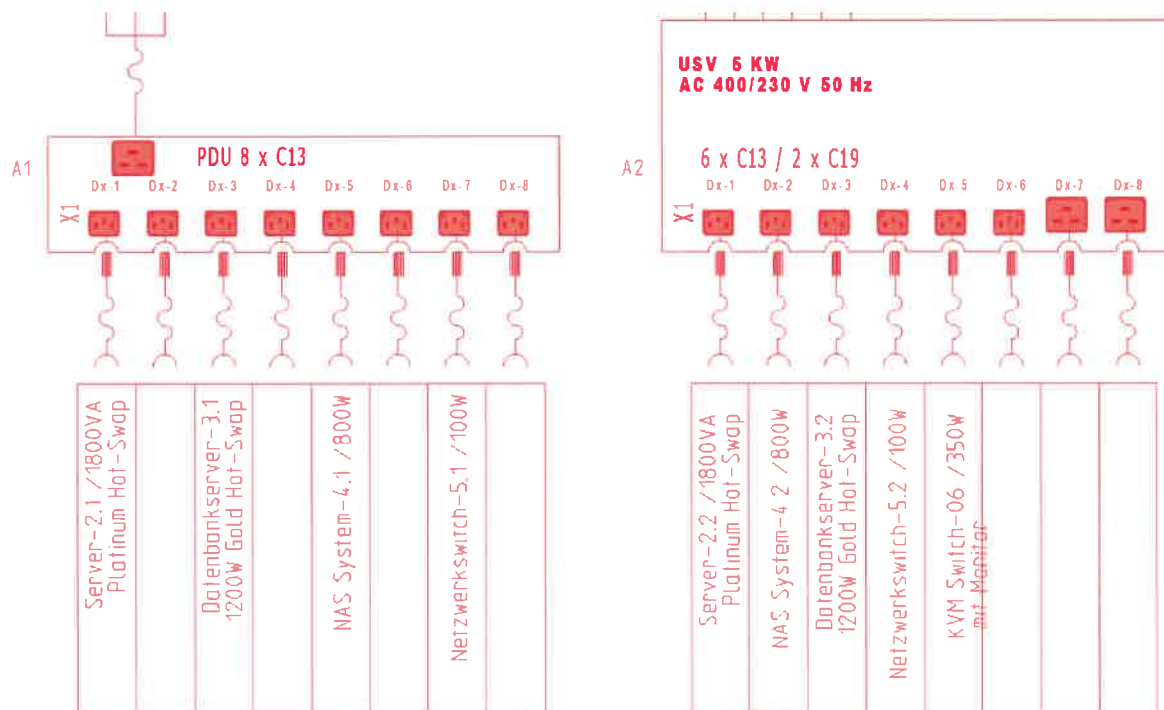 A1
PDU 8 x C13
Dx-1 Dx-2 Dx-3 Dx-4 Dx-5 Dx-6 Dx-7 Dx-8
X1
Server-2.1 /1800VA
Platinum Hot-Swap
Datenbankserver-3.1
1200W Gold Hot-Swap
NAS System-4.1 /800W
Netzwerkswitch-5.1 /100W
A2
USV 6 KW
AC 400/230 V 50 Hz
6 x C13 / 2 x C19
Dx-1 Dx-2 Dx-3 Dx-4 Dx-5 Dx-6 Dx-7 Dx-8
X1
Server-2.2 /1800VA
Platinum Hot-Swap
NAS System-4 2 /800W
Datenbankserver-3.2
1200W Gold Hot-Swap
Netzwerkswitch-5.2 /100W
KVM Switch-06 /350W
mit Monitor